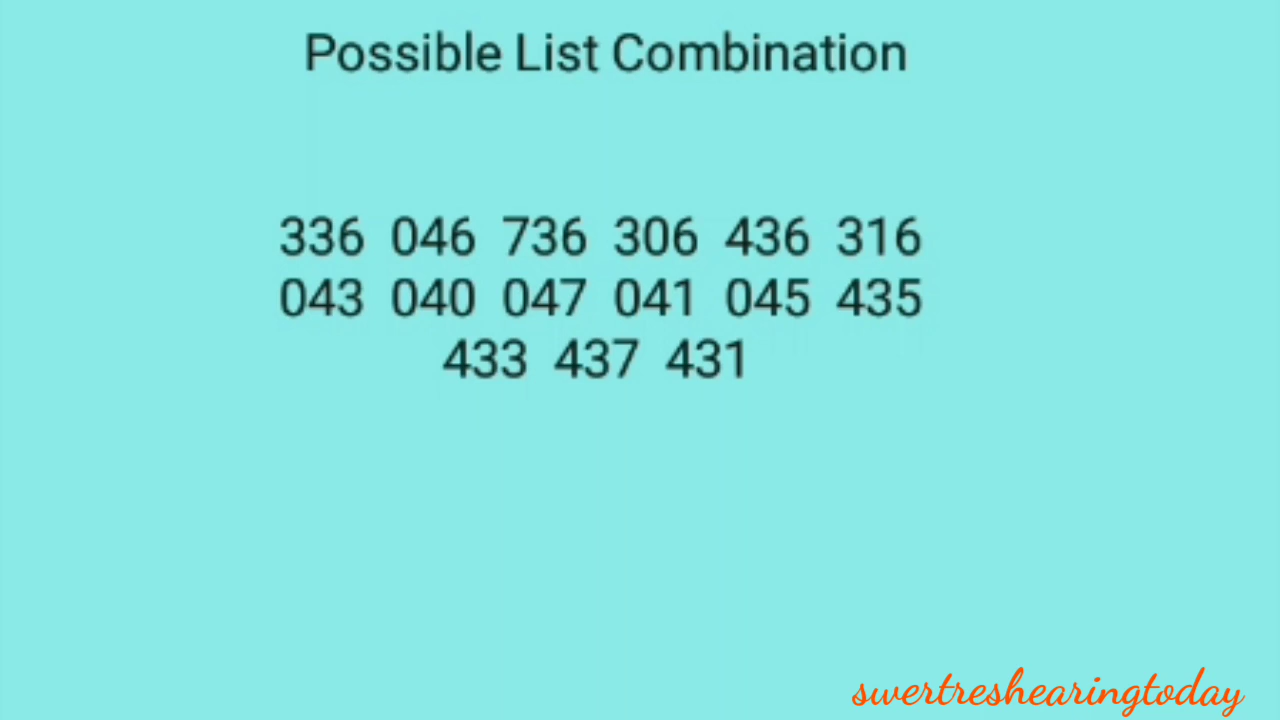 Possible List Combination
336 046 736 306 436 316
043 040 047 041 045 435
433 437 431
swertreshearingtoday